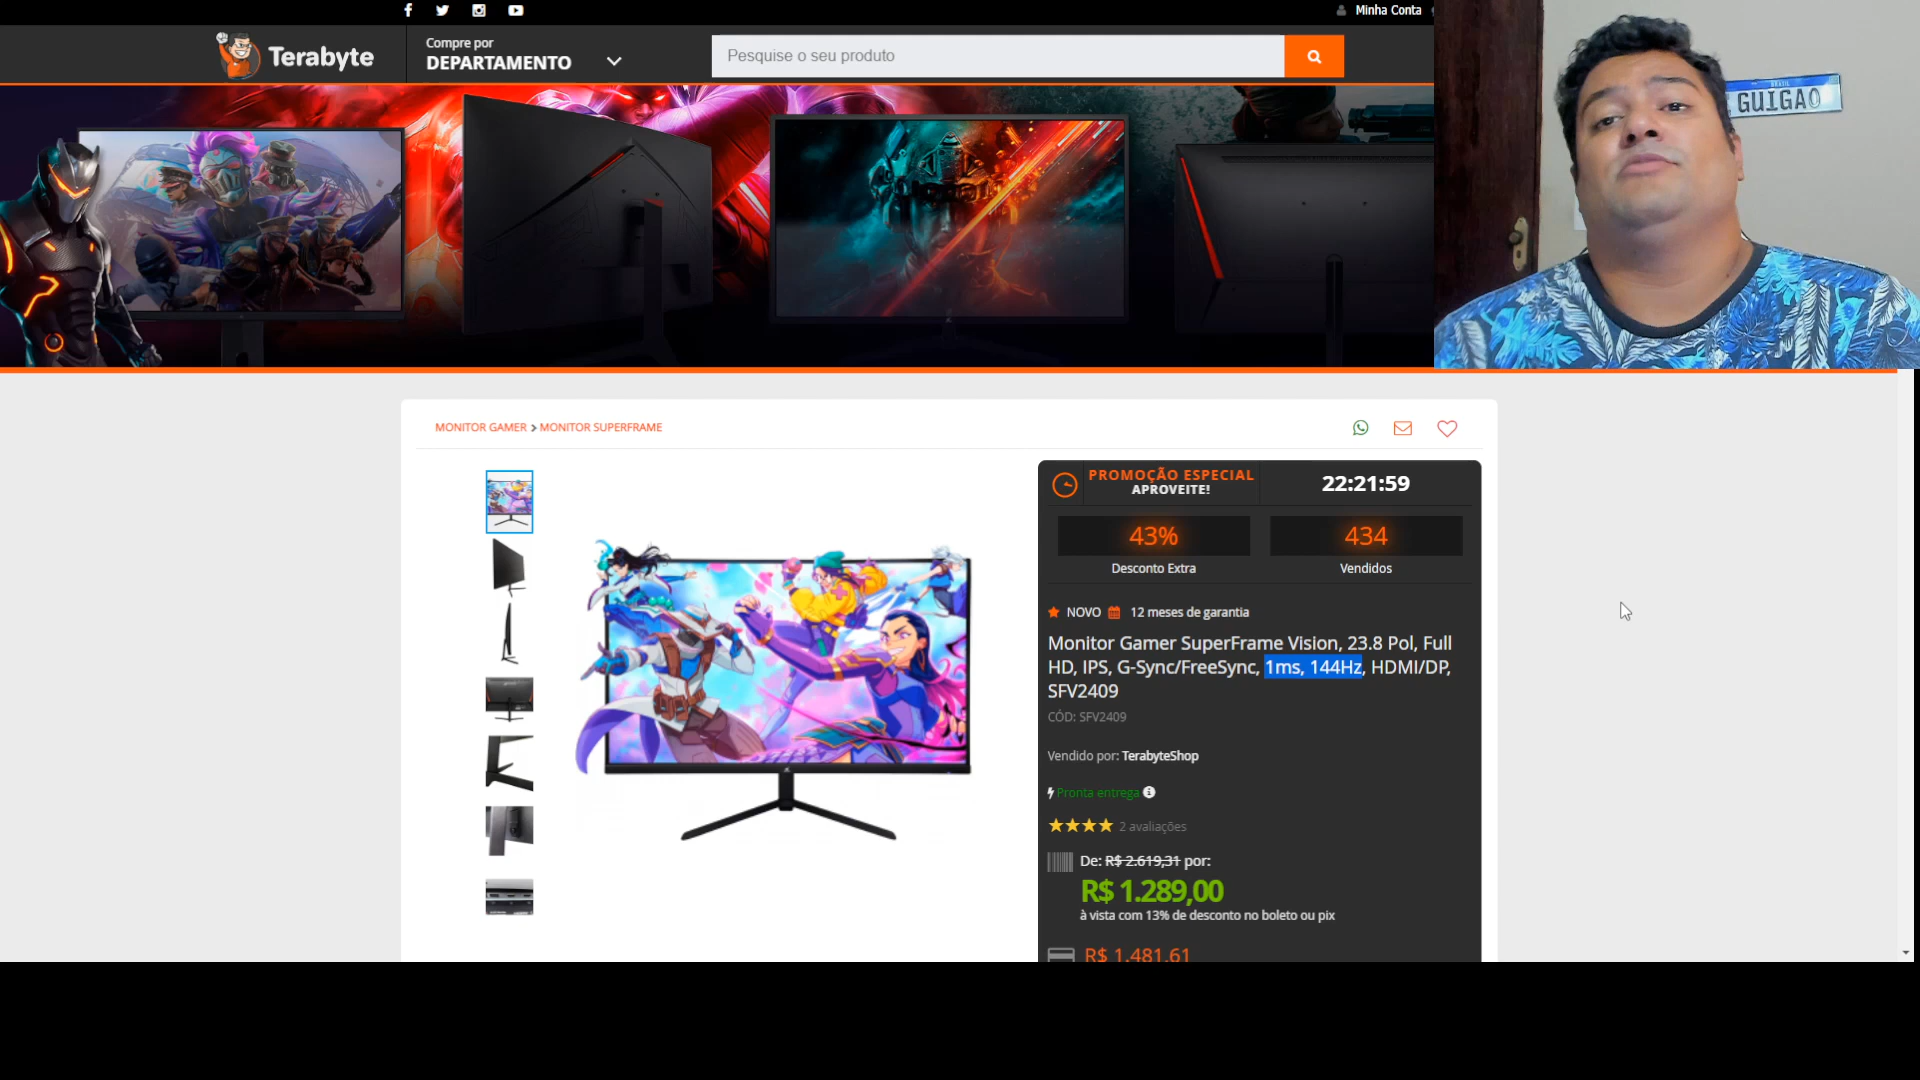 Minha Conta
Terabyte
Compre por
DEPARTAMENTO
Pesquise o seu produto
BRASIL
GUIGAO
MONITOR GAMER > MONITOR SUPERFRAME
PROMOÇÃO ESPECIAL
APROVEITE!
22:21:59
43%
Desconto Extra
434
Vendidos
NOVO
12 meses de garantia
Monitor Gamer SuperFrame Vision, 23.8 Pol, Full
HD, IPS, G-Sync/FreeSync, 1ms, 144Hz, HDMI/DP,
SFV2409
CÓD: SFV2409
Vendido por: TerabyteShop
Pronta entrega
2 avaliações
De: R$ 2.619,31 por:
R$ 1.289,00
à vista com 13% de desconto no boleto ou pix
R$ 1.481,61